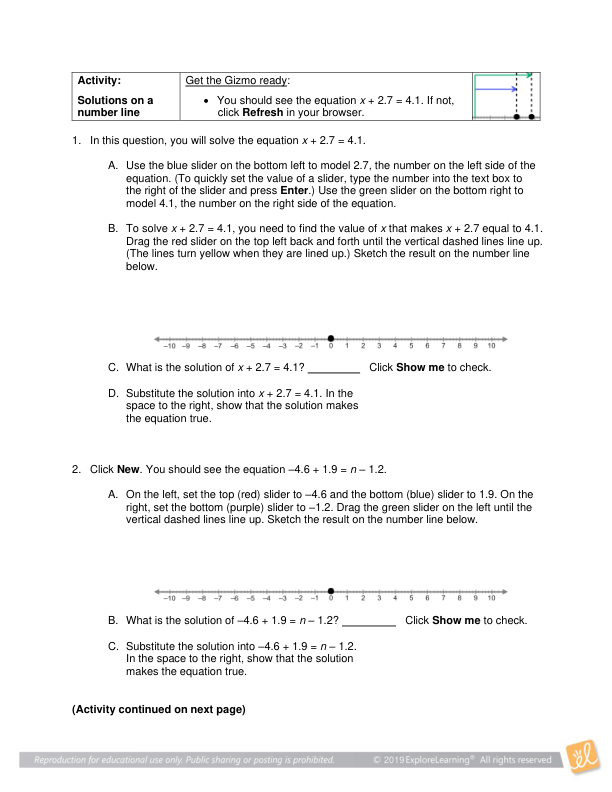 Activity:
Solutions on a
number line
Get the Gizmo ready:
• You should see the equation x + 2.7 = 4.1. If not,
click Refresh in your browser.
1. In this question, you will solve the equation x + 2.7 = 4.1.
A. Use the blue slider on the bottom left to model 2.7, the number on the left side of the
equation. (To quickly set the value of a slider, type the number into the text box to
the right of the slider and press Enter.) Use the green slider on the bottom right to
model 4.1, the number on the right side of the equation.
B. To solve x + 2.7 = 4.1, you need to find the value of x that makes x + 2.7 equal to 4.1.
Drag the red slider on the top left back and forth until the vertical dashed lines line up.
(The lines turn yellow when they are lined up.) Sketch the result on the number line
below.
–10 –9 –8 –7 –6 –5 –4 –3 –2 –1 0 1 2 3 4 5 6 7 8 9 10
C. What is the solution of x + 2.7 = 4.1? ________ Click Show me to check.
D. Substitute the solution into x + 2.7 = 4.1. In the
space to the right, show that the solution makes
the equation true.
2. Click New. You should see the equation –4.6 + 1.9 = n – 1.2.
A. On the left, set the top (red) slider to –4.6 and the bottom (blue) slider to 1.9. On the
right, set the bottom (purple) slider to –1.2. Drag the green slider on the left until the
vertical dashed lines line up. Sketch the result on the number line below.
–10 –9 –8 –7 –6 –5 –4 –3 –2 –1 0 1 2 3 4 5 6 7 8 9 10
B. What is the solution of –4.6 + 1.9 = n – 1.2? ________ Click Show me to check.
C. Substitute the solution into –4.6 + 1.9 = n – 1.2.
In the space to the right, show that the solution
makes the equation true.
(Activity continued on next page)
Reproduction for educational use only. Public sharing or posting is prohibited. © 2019 ExploreLearning® All rights reserved
el